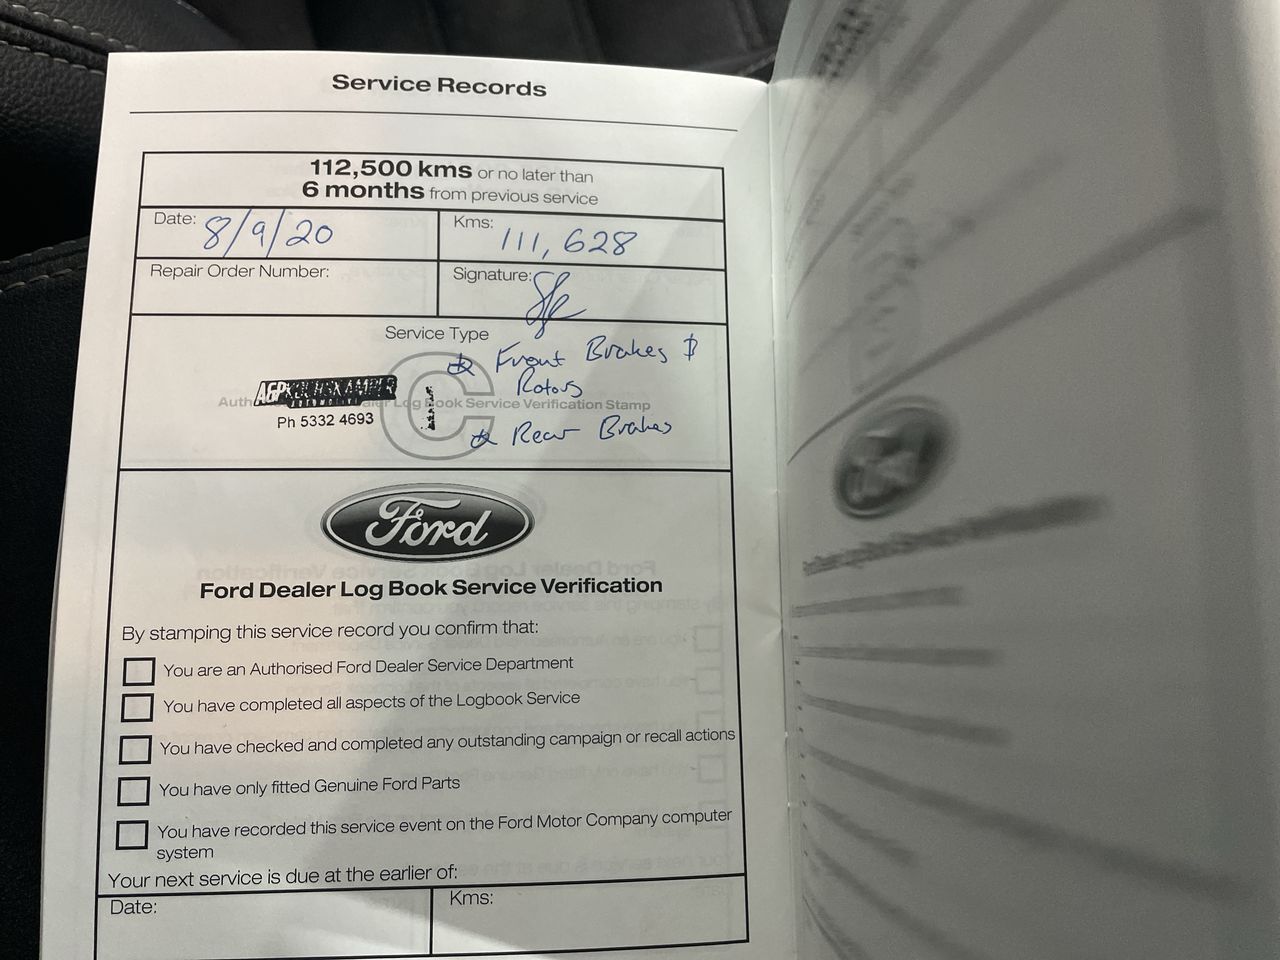 Service Records
112,500 kms or no later than
6 months from previous service
Date: 8/9/20
Kms: 111,628
Repair Order Number:
Signature:
Service Type
Front Brakes &
Rotors
Log Book Service Verification Stamp
Ph 5332 4693
C
Rear Brakes
Ford
Ford Dealer Log Book Service Verification
By stamping this service record you confirm that:
You are an Authorised Ford Dealer Service Department
You have completed all aspects of the Logbook Service
You have checked and completed any outstanding campaign or recall actions
You have only fitted Genuine Ford Parts
You have recorded this service event on the Ford Motor Company computer
system
Your next service is due at the earlier of:
Date:
Kms: